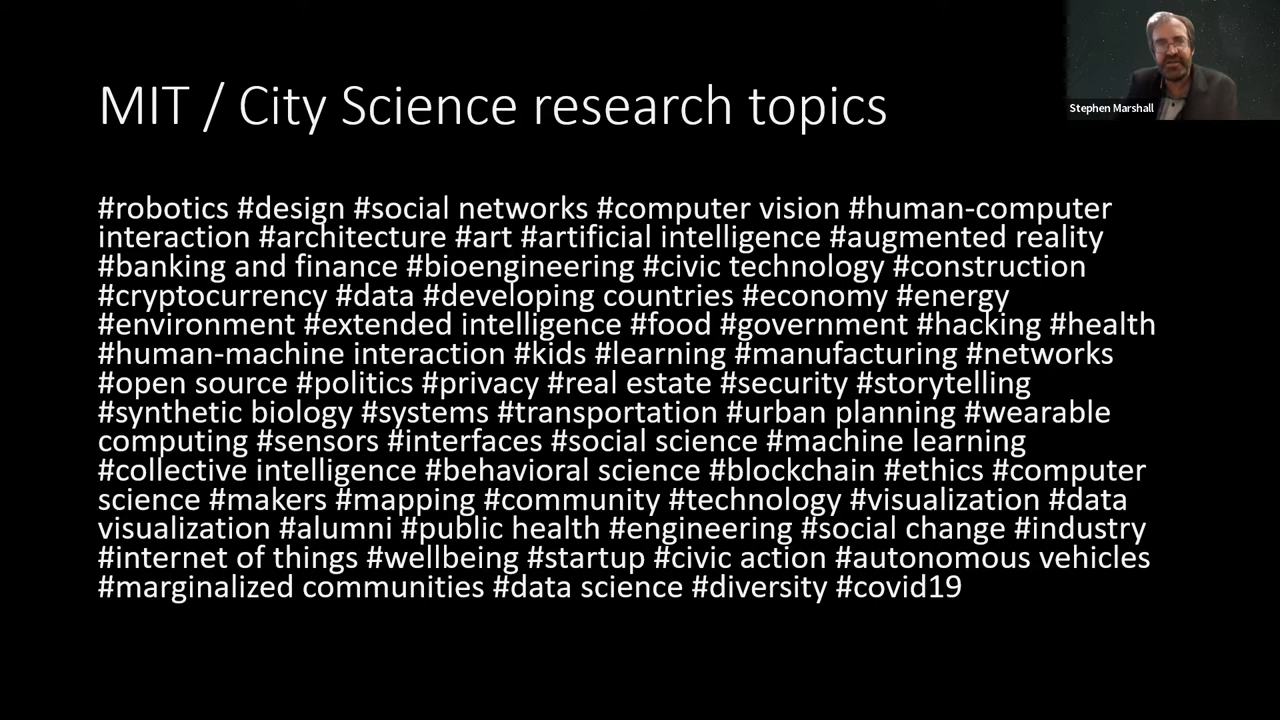 MIT / City Science research topics
Stephen Marshall
#robotics #design #social networks #computer vision #human-computer
interaction #architecture #art #artificial intelligence #augmented reality
#banking and finance #bioengineering #civic technology #construction
#cryptocurrency #data #developing countries #economy #energy
#environment #extended intelligence #food #government #hacking #health
#human-machine interaction #kids #learning #manufacturing #networks
#open source #politics #privacy #real estate #security #storytelling
#synthetic biology #systems #transportation #urban planning #wearable
computing #sensors #interfaces #social science #machine learning
#collective intelligence #behavioral science #blockchain #ethics #computer
science #makers #mapping #community #technology #visualization #data
visualization #alumni #public health #engineering #social change #industry
#internet of things #wellbeing #startup #civic action #autonomous vehicles
#marginalized communities #data science #diversity #covid19